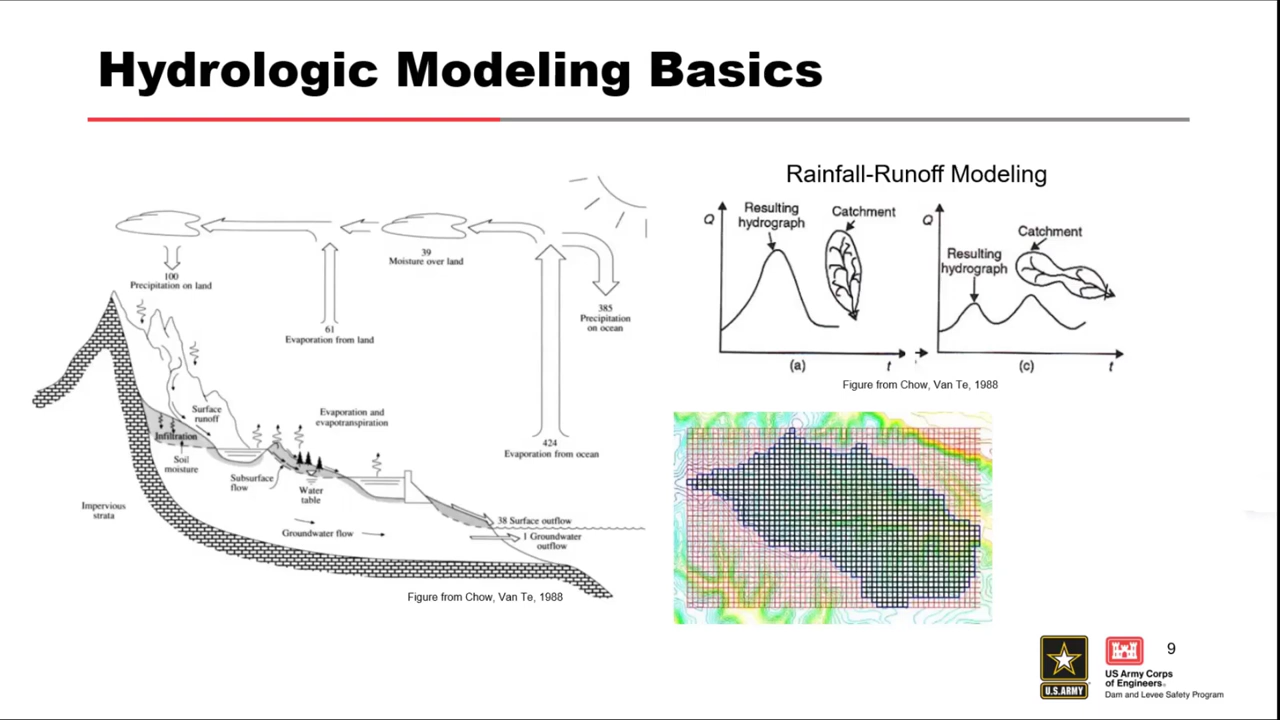 Hydrologic Modeling Basics
100
Precipitation on land
39
Moisture over land
385
Precipitation
on ocean
61
Evaporation from land
Surface
runoff
Infiltration
Soil
moisture
Evaporation and
evapotranspiration
424
Evaporation from ocean
Subsurface
flow
Water
table
Impervious
strata
Groundwater flow
38 Surface outflow
1 Groundwater
outflow
Figure from Chow, Van Te, 1988
Rainfall-Runoff Modeling
Q
Resulting
hydrograph
Catchment
(a)
t
Q
Catchment
Resulting
hydrograph
(c)
t
Figure from Chow, Van Te, 1988
U.S.ARMY
US Army Corps
of Engineers®
Dam and Levee Safety Program
9